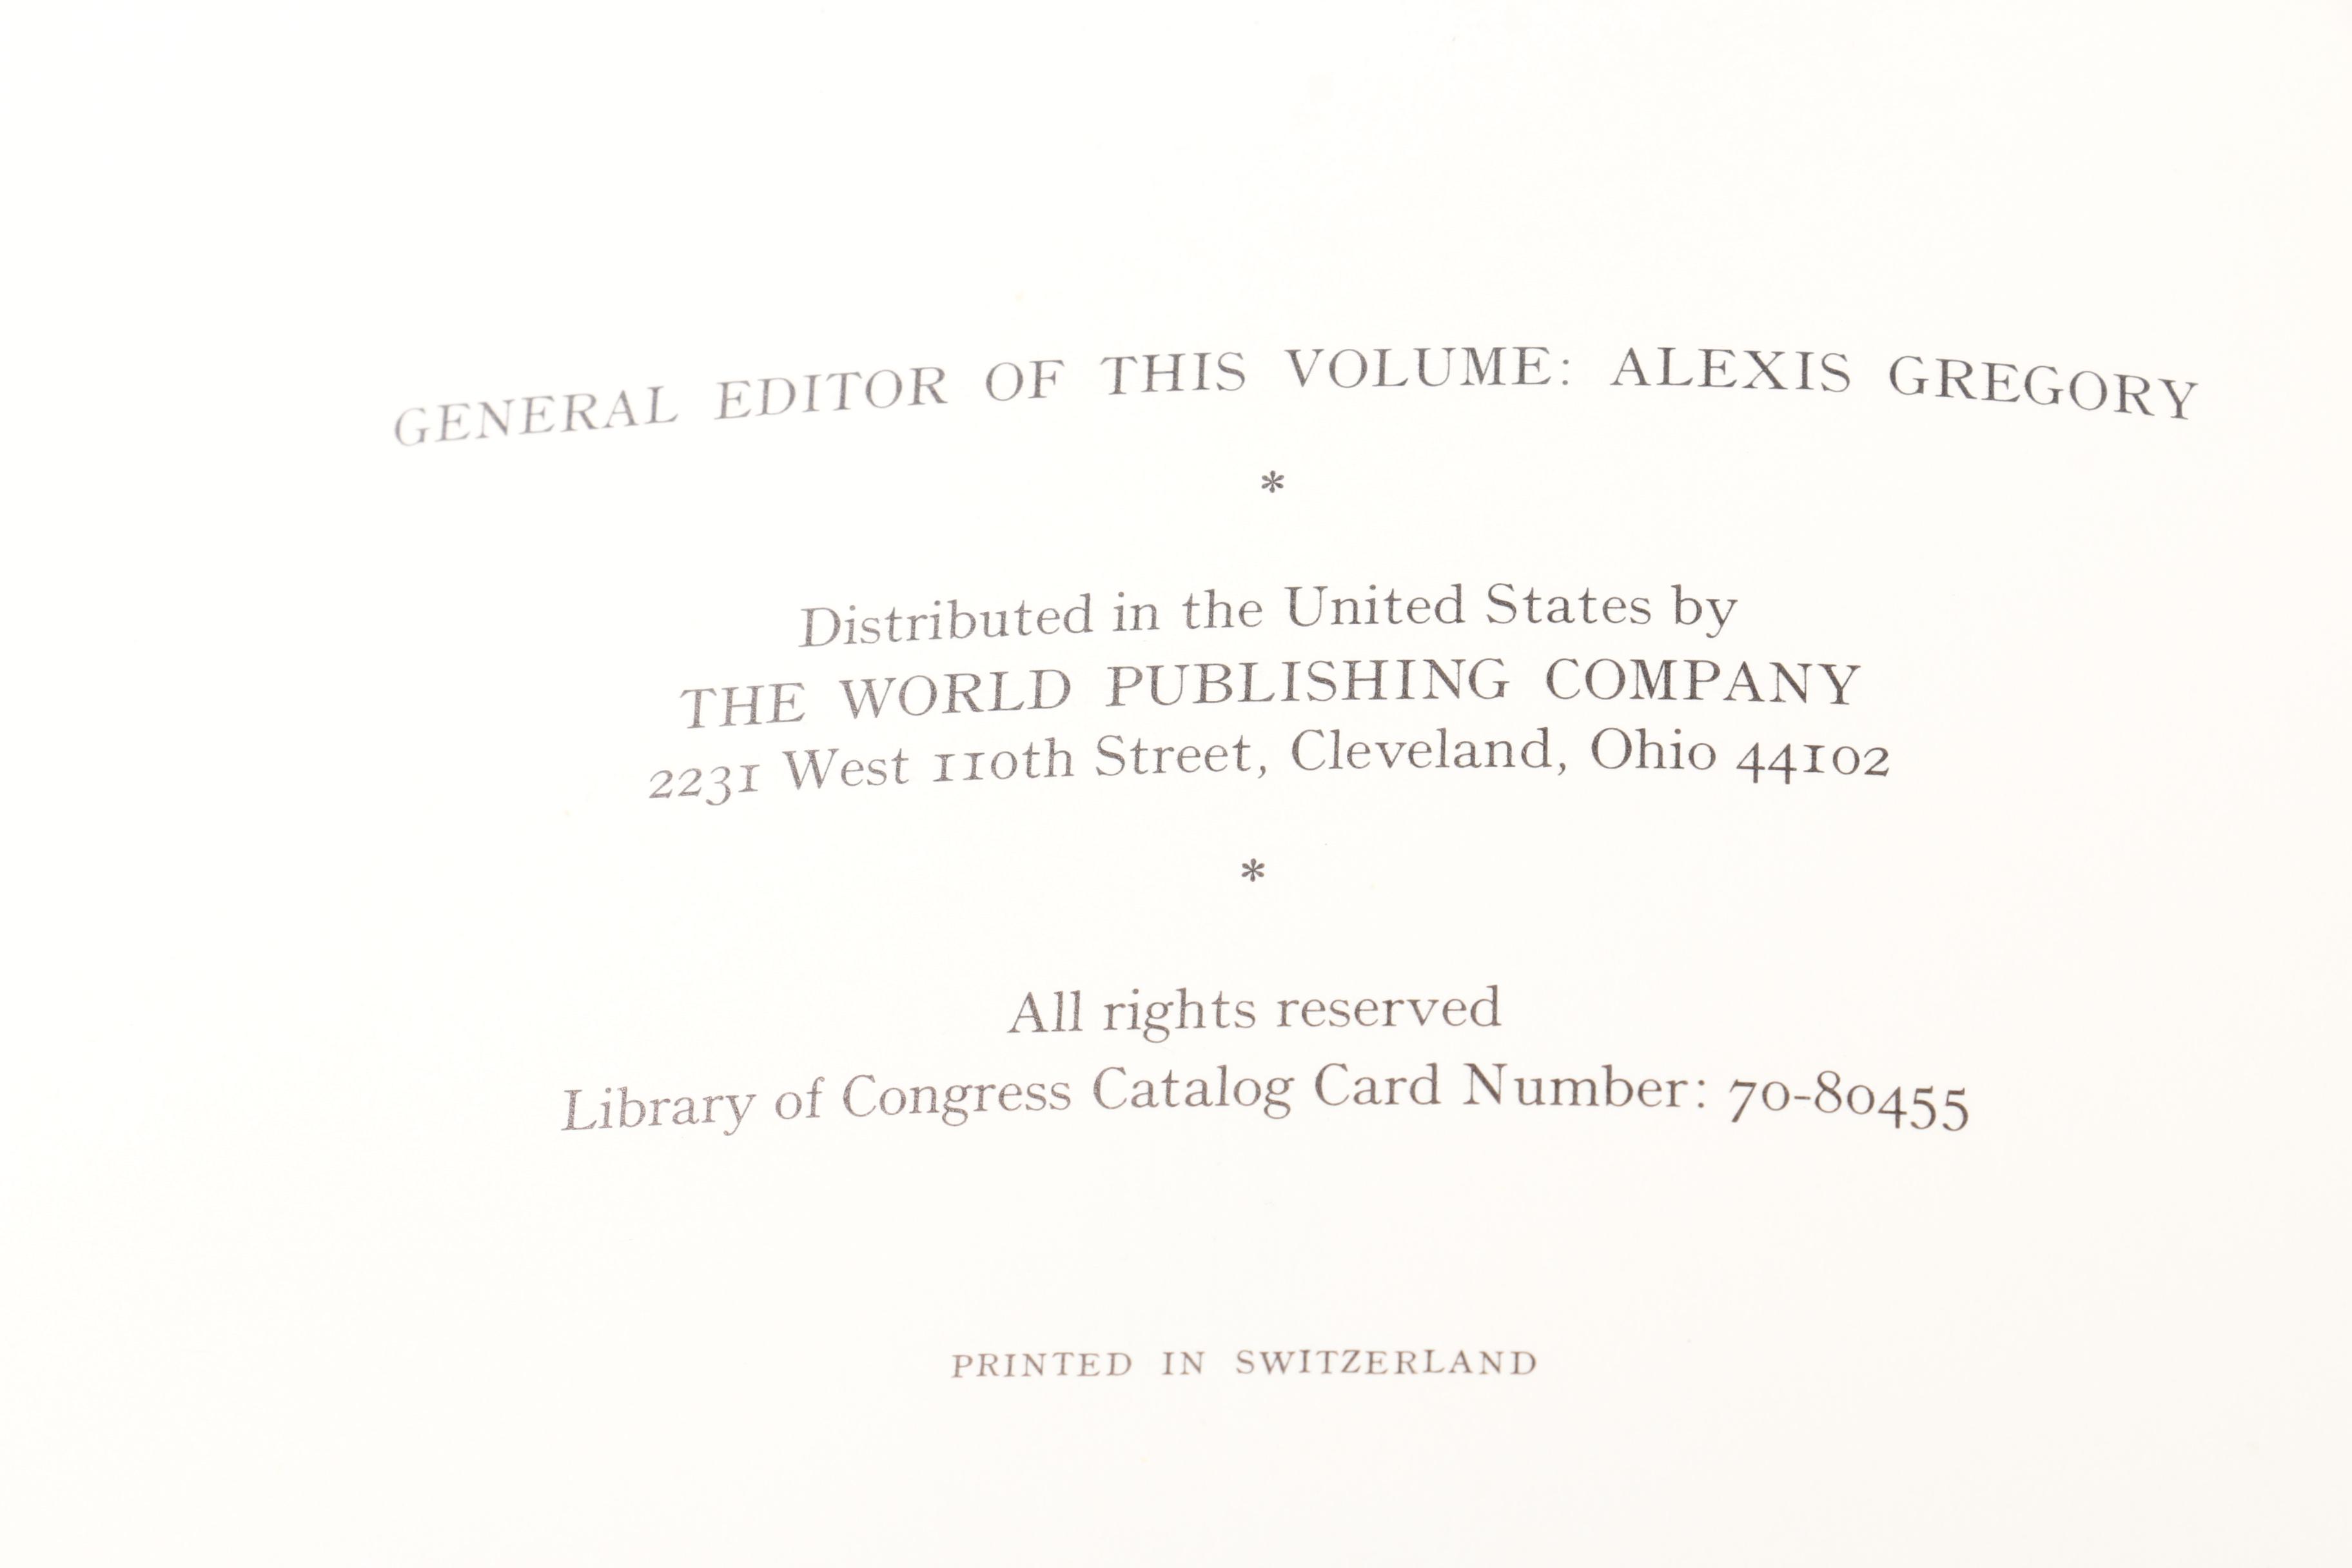 GENERAL EDITOR OF THIS VOLUME: ALEXIS GREGORY
*
Distributed in the United States by
THE WORLD PUBLISHING COMPANY
2231 West 110th Street, Cleveland, Ohio 44102
*
All rights reserved
Library of Congress Catalog Card Number: 70-80455
PRINTED IN SWITZERLAND